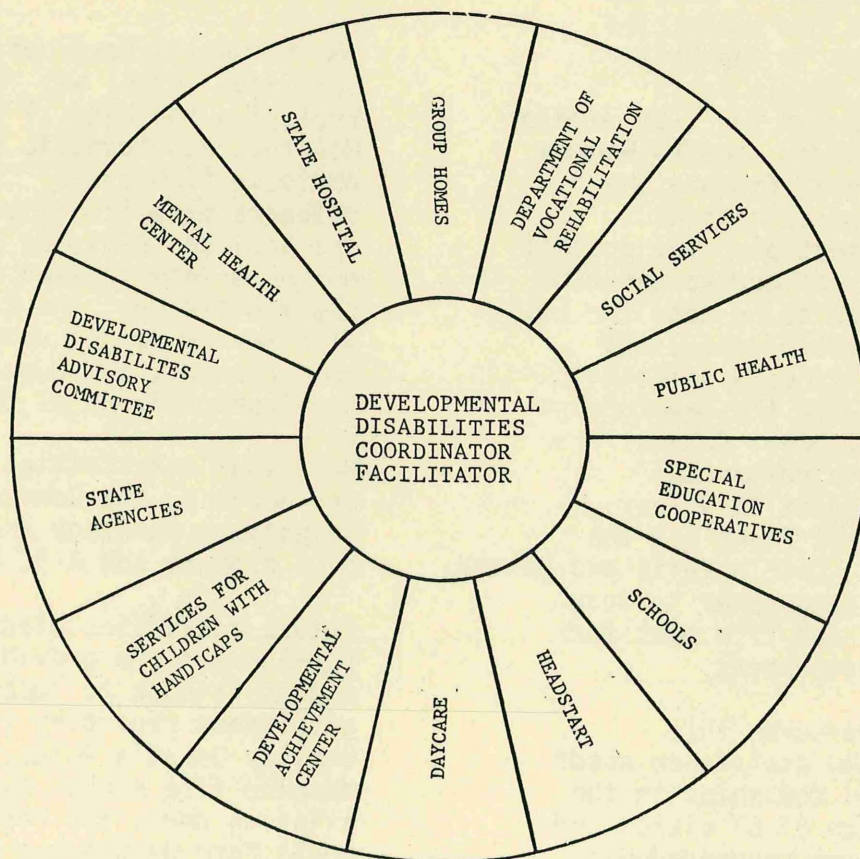 GROUP HOMES
DEPARTMENT OF
VOCATIONAL
REHABILITATION
SOCIAL SERVICES
PUBLIC HEALTH
SPECIAL
EDUCATION
COOPERATIVES
SCHOOLS
HEADSTART
DAYCARE
DEVELOPMENTAL
ACHIEVEMENT
CENTER
SERVICES FOR
CHILDREN WITH
HANDICAPS
STATE
AGENCIES
DEVELOPMENTAL
DISABILITES
ADVISORY
COMMITTEE
MENTAL HEALTH
CENTER
STATE HOSPITAL
DEVELOPMENTAL
DISABILITIES
COORDINATOR
FACILITATOR